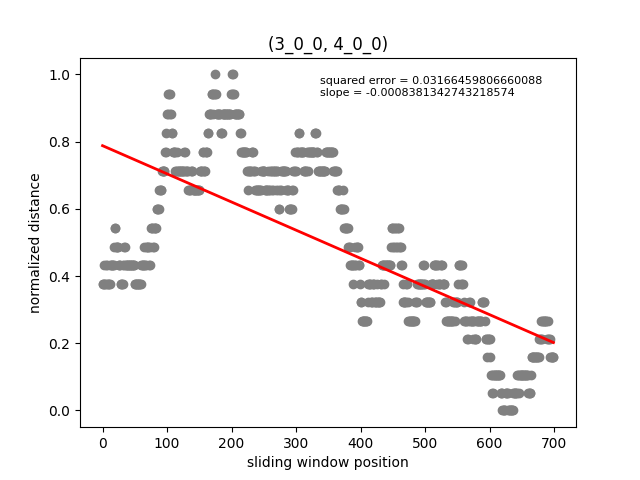 (3_0_0, 4_0_0)
squared error = 0.03166459806660088
slope = -0.0008381342743218574
normalized distance
1.0
0.8
0.6
0.4
0.2
0.0
0 100 200 300 400 500 600 700
sliding window position